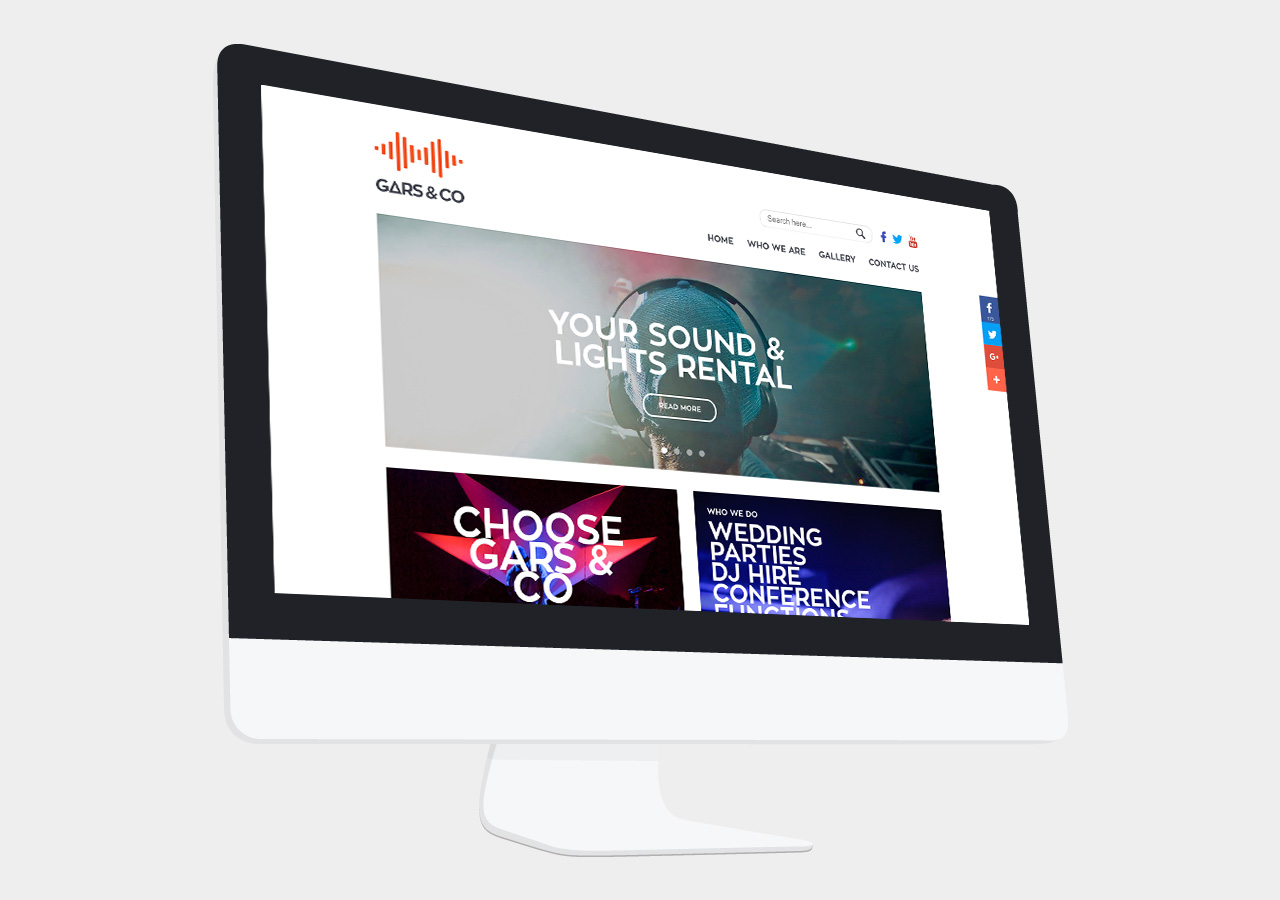 GARS & CO
Search here...
HOME WHO WE ARE GALLERY CONTACT US
YOUR SOUND &
LIGHTS RENTAL
READ MORE
CHOOSE
GARS &
CO
WHO WE DO
WEDDING
PARTIES
DJ HIRE
CONFERENCE
FUNCTIONS